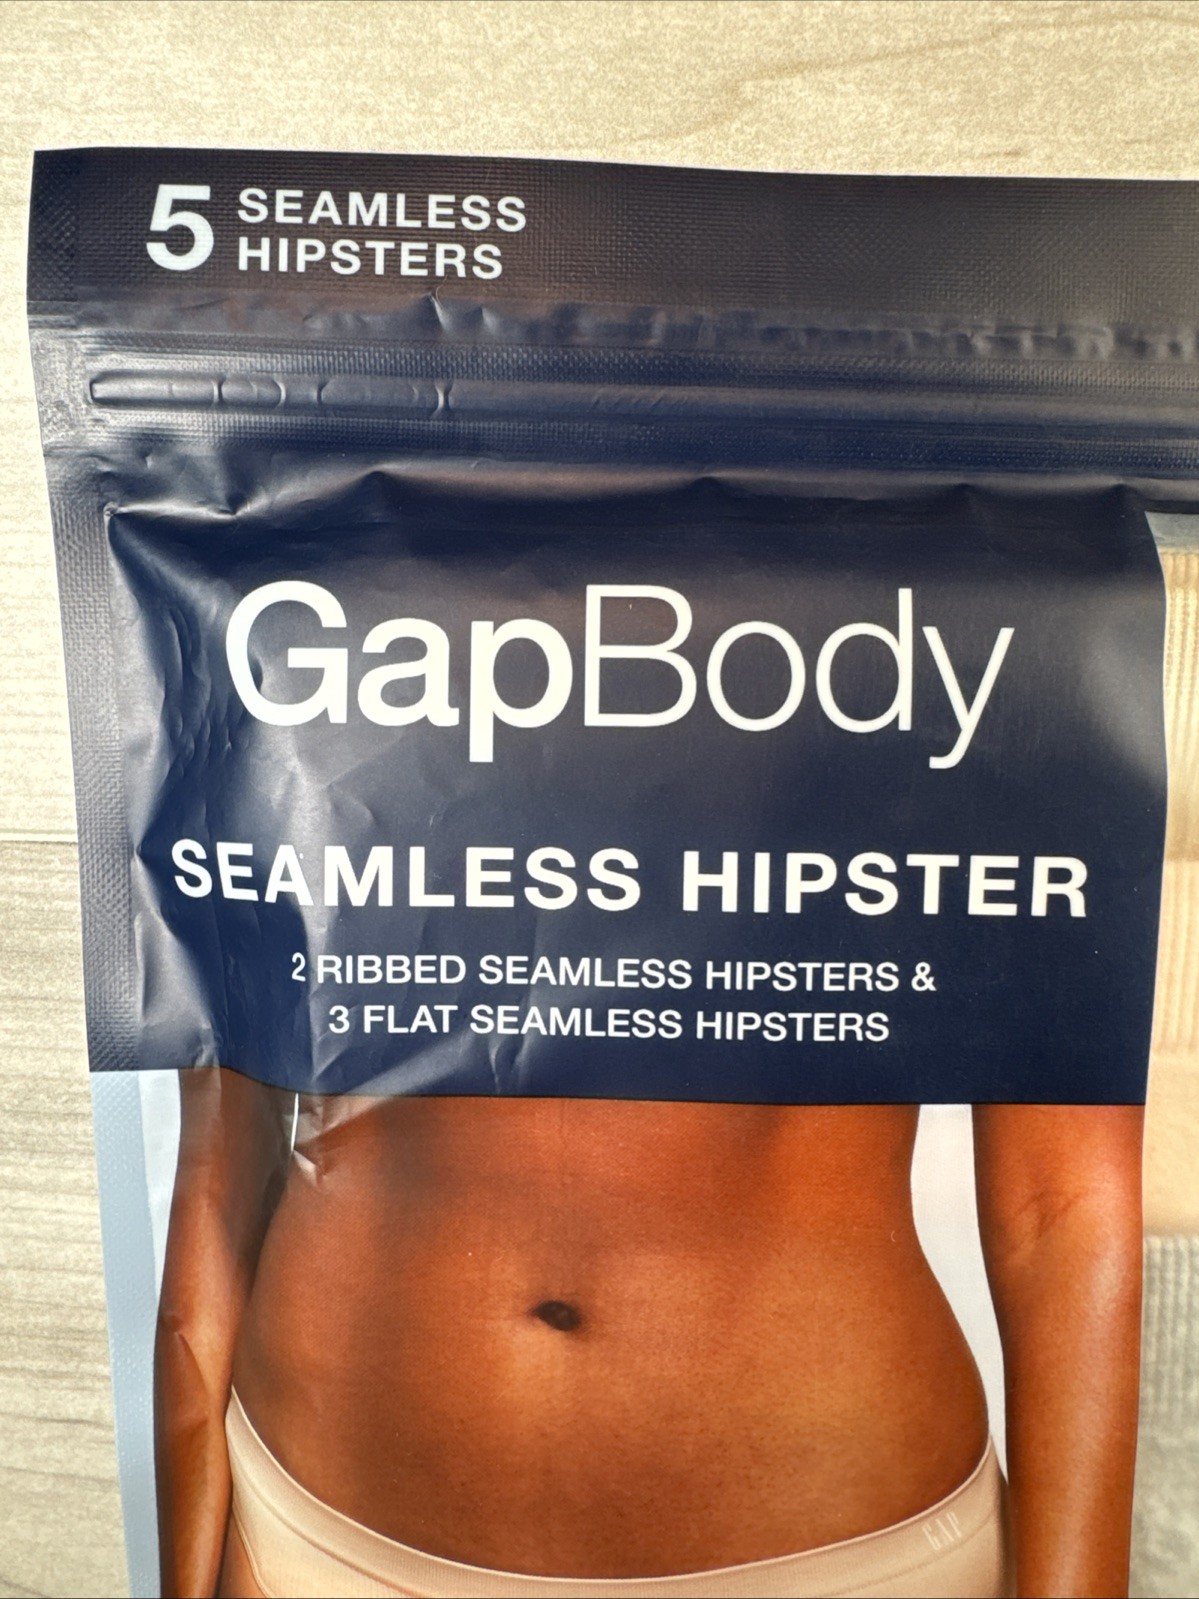 5 SEAMLESS
HIPSTERS
GapBody
SEAMLESS HIPSTER
2 RIBBED SEAMLESS HIPSTERS &
3 FLAT SEAMLESS HIPSTERS
GAP